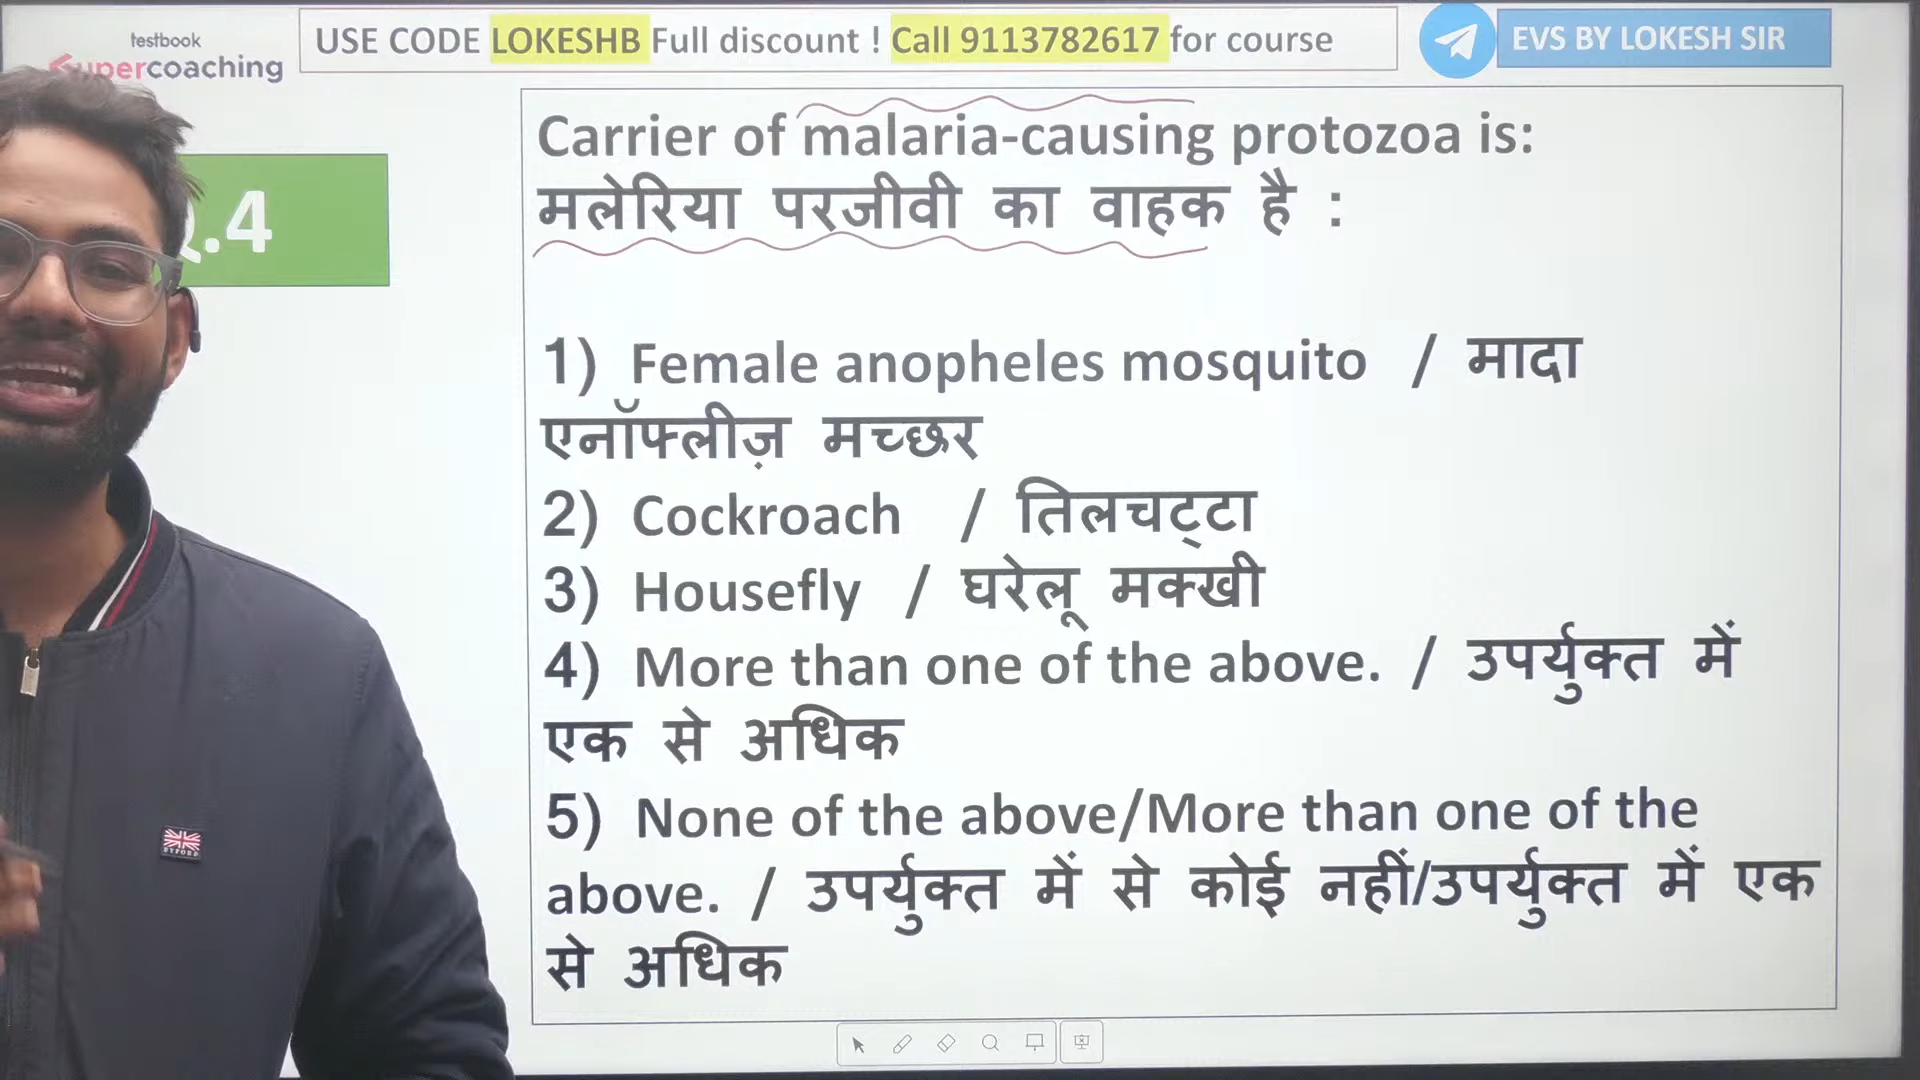 testbook
Supercoaching
USE CODE LOKESHB Full discount ! Call 9113782617 for course
EVS BY LOKESH SIR
Q.4
Carrier of malaria-causing protozoa is:
मलेरिया परजीवी का वाहक है :
1) Female anopheles mosquito / मादा
एनॉफ्लीज़ मच्छर
2) Cockroach / तिलचट्टा
3) Housefly / घरेलू मक्खी
4) More than one of the above. / उपर्युक्त में
एक से अधिक
5) None of the above/More than one of the
above. / उपर्युक्त में से कोई नहीं/उपर्युक्त में एक
से अधिक
BYFORD